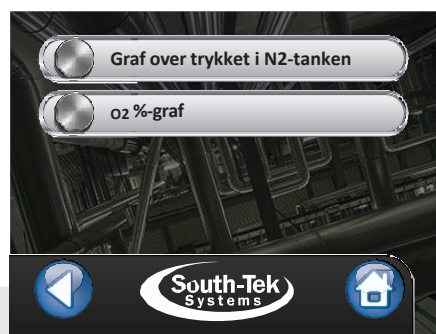 Graf over trykket i N2-tanken
O2 %-graf
South-Tek
Systems